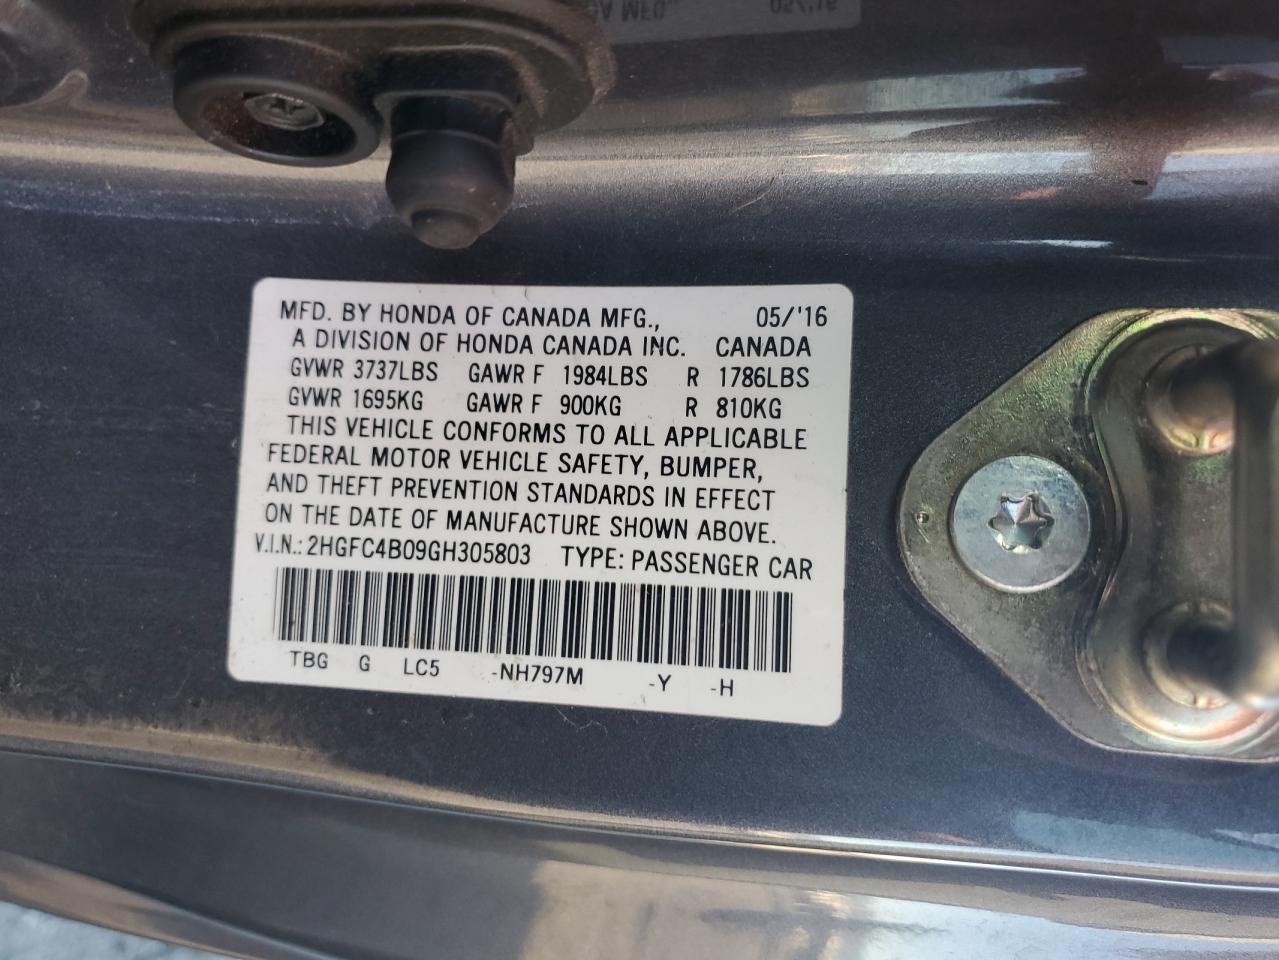 MFD. BY HONDA OF CANADA MFG., 05/'16
A DIVISION OF HONDA CANADA INC. CANADA
GVWR 3737LBS GAWR F 1984LBS R 1786LBS
GVWR 1695KG GAWR F 900KG R 810KG
THIS VEHICLE CONFORMS TO ALL APPLICABLE
FEDERAL MOTOR VEHICLE SAFETY, BUMPER,
AND THEFT PREVENTION STANDARDS IN EFFECT
ON THE DATE OF MANUFACTURE SHOWN ABOVE.
V.I.N.: 2HGFC4B09GH305803 TYPE: PASSENGER CAR
TBG G LC5 -NH797M -Y -H